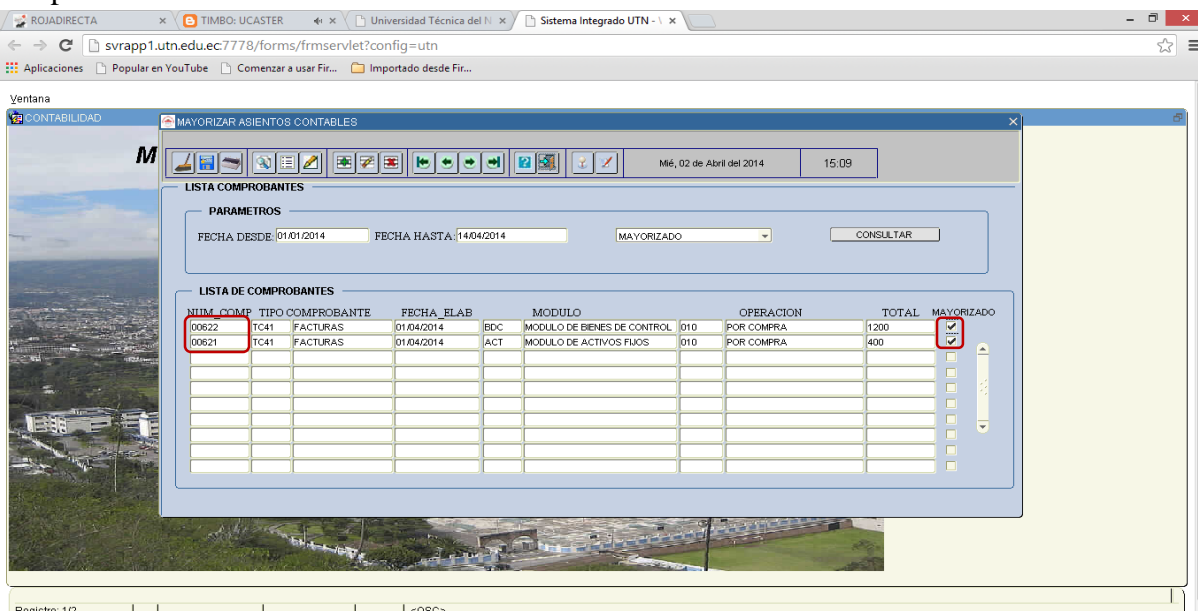 ROJADIRECTA × TIMBO: UCASTER × Universidad Técnica del N × Sistema Integrado UTN - \ ×
svrapp1.utn.edu.ec:7778/forms/frmservlet?config=utn
Aplicaciones Popular en YouTube Comenzar a usar Fir... Importado desde Fir...
Ventana
CONTABILIDAD
MAYORIZAR ASIENTOS CONTABLES
M
Mié, 02 de Abril del 2014 15:09
LISTA COMPROBANTES
PARAMETROS
FECHA DESDE: 01/01/2014 FECHA HASTA: 14/04/2014 MAYORIZADO CONSULTAR
LISTA DE COMPROBANTES
NUM_COMP TIPO COMPROBANTE FECHA_ELAB MODULO OPERACION TOTAL MAYORIZADO
00622 TC41 FACTURAS 01/04/2014 BDC MODULO DE BIENES DE CONTROL 010 POR COMPRA 1200
00621 TC41 FACTURAS 01/04/2014 ACT MODULO DE ACTIVOS FIJOS 010 POR COMPRA 400
Registro: 1/2 <OSC>